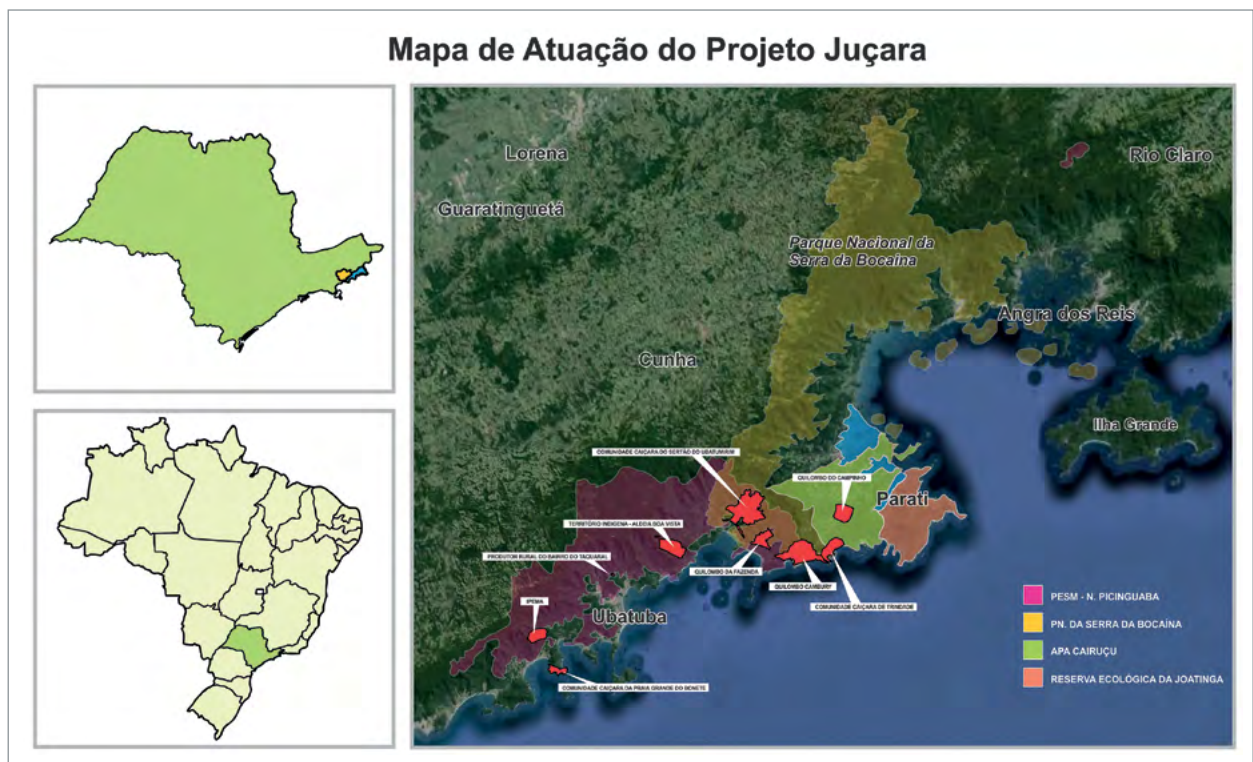 Mapa de Atuação do Projeto Juçara
Lorena
Rio Claro
Guaratinguetá
Parque Nacional da
Serra da Bocaina
Angra dos Reis
Cunha
Ilha Grande
COMUNIDADE CAIÇARA DO SERTÃO DO UBATUMIRIM
QUILOMBO DO CAMPINHO
Parati
TERRITÓRIO INDIGENA - ALEIDA BOA VISTA
PRODUTOR RURAL DO BAIRRO DO TAQUARAL
QUILOMBO DA FAZENDA
QUILOMBO CAMBURY
COMUNIDADE CAIÇARA DE TRINDADE
IPEMA
Ubatuba
COMUNIDADE CAIÇARA DA PRAIA GRANDE DO BONETE
PESM - N. PICINGUABA
PN. DA SERRA DA BOCAÍNA
APA CAIRUÇU
RESERVA ECOLÓGICA DA JOATINGA